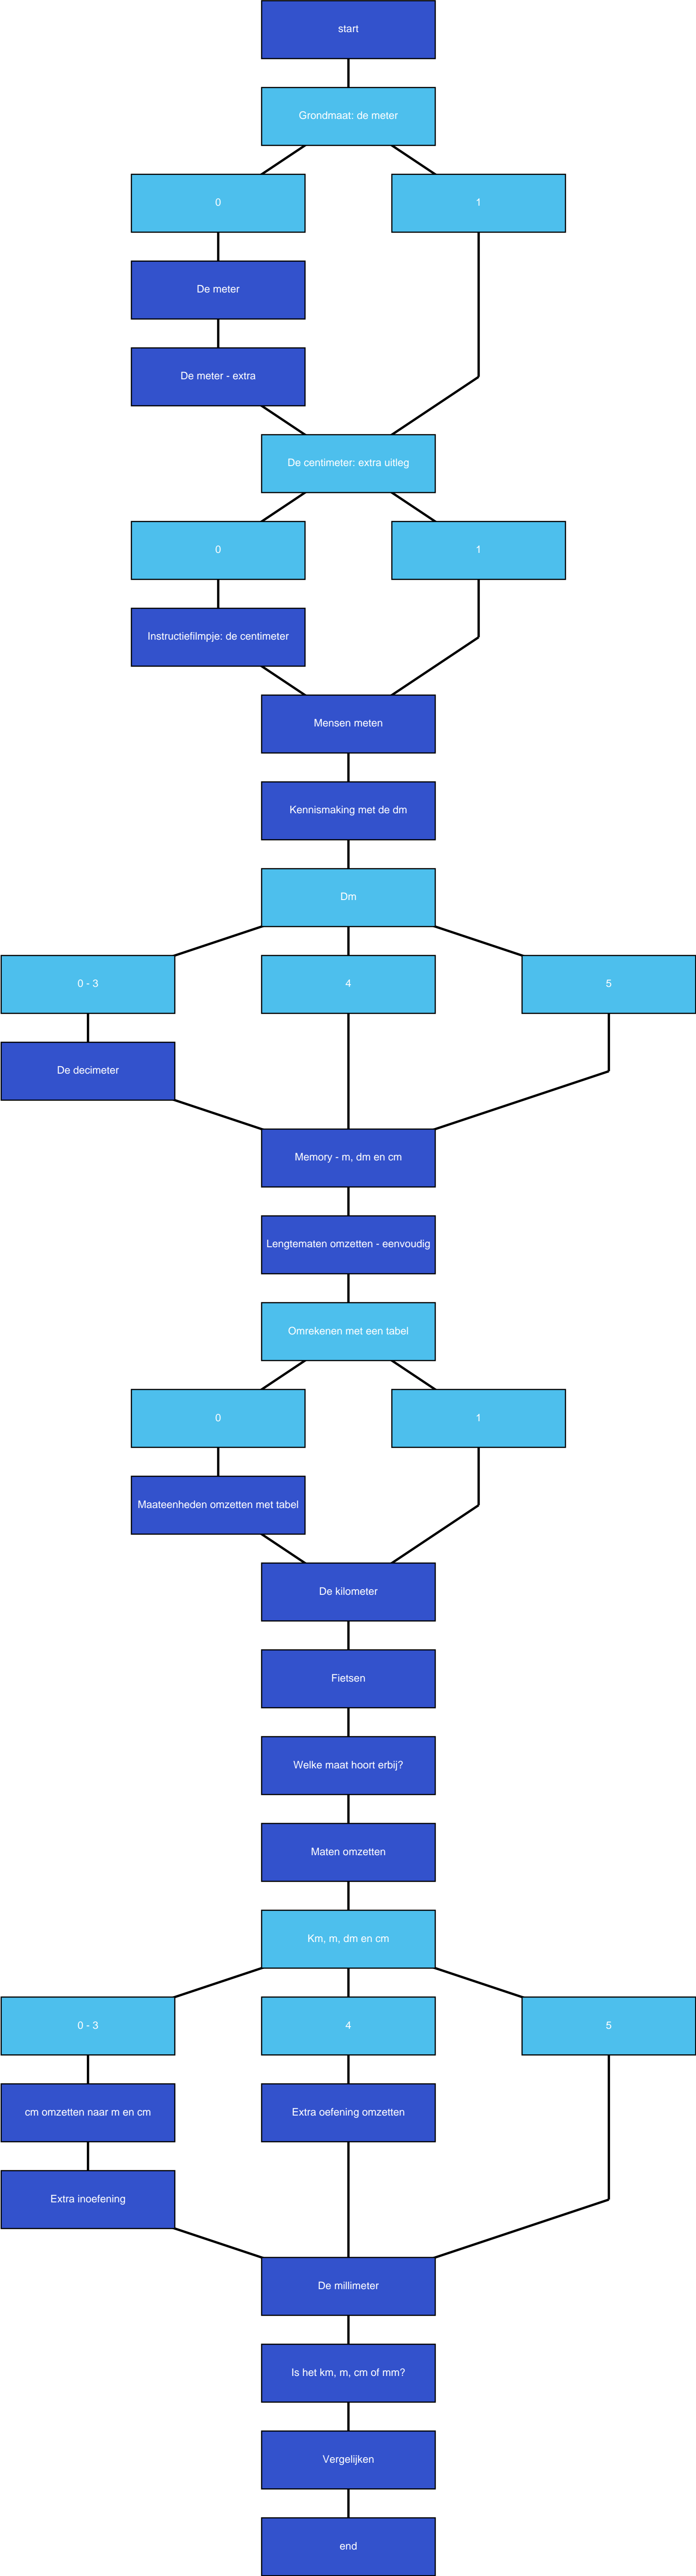 start
Grondmaat: de meter
0
1
De meter
De meter - extra
De centimeter: extra uitleg
0
1
Instructiefilmpje: de centimeter
Mensen meten
Kennismaking met de dm
Dm
0 - 3
4
5
De decimeter
Memory - m, dm en cm
Lengtematen omzetten - eenvoudig
Omrekenen met een tabel
0
1
Maateenheden omzetten met tabel
De kilometer
Fietsen
Welke maat hoort erbij?
Maten omzetten
Km, m, dm en cm
0 - 3
4
5
cm omzetten naar m en cm
Extra oefening omzetten
Extra inoefening
De millimeter
Is het km, m, cm of mm?
Vergelijken
end